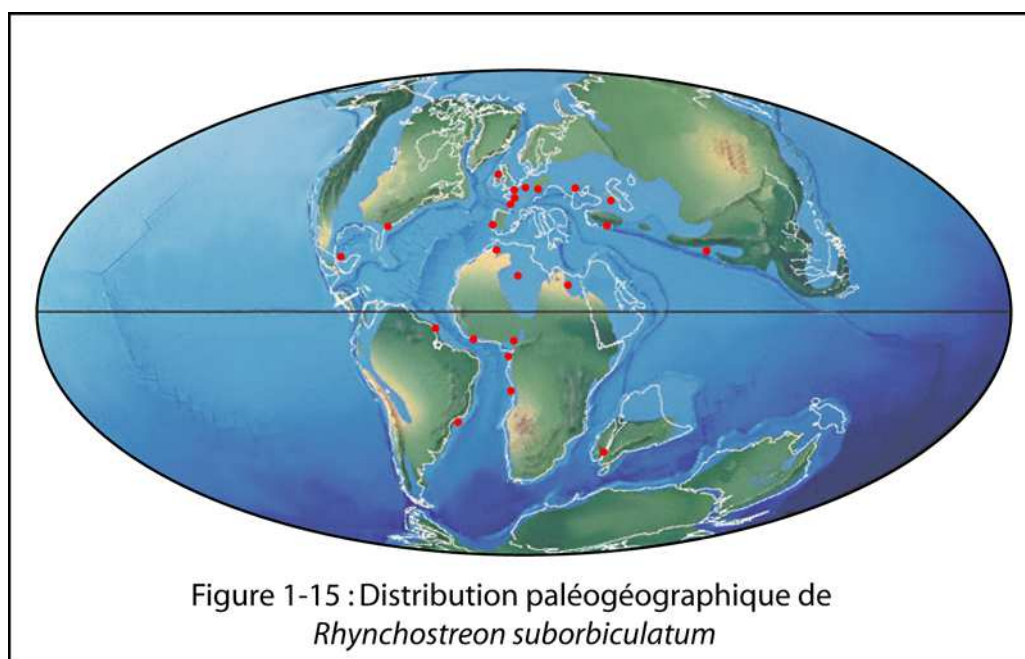 Figure 1-15 : Distribution paléogéographique de
Rhynchostreon suborbiculatum